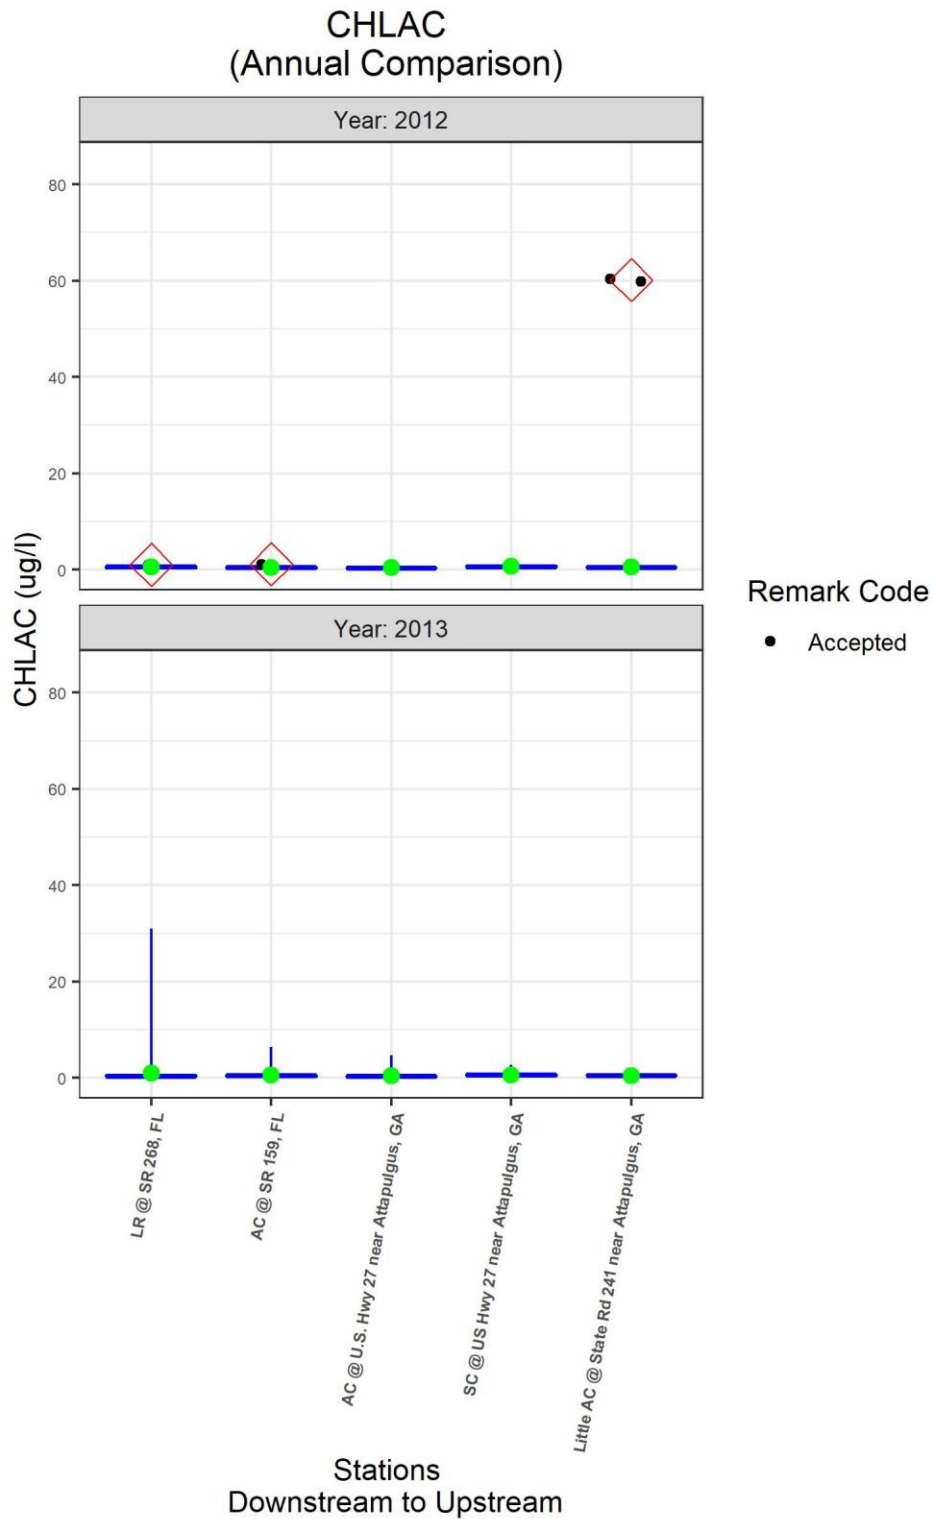 CHLAC
(Annual Comparison)
Year: 2012
80
60
40
20
0
CHLAC (ug/l)
Year: 2013
80
60
40
20
0
LR @ SR 268, FL
AC @ SR 159, FL
AC @ U.S. Hwy 27 near Attapulgus, GA
SC @ US Hwy 27 near Attapulgus, GA
Little AC @ State Rd 241 near Attapulgus, GA
Stations
Downstream to Upstream
Remark Code
Accepted